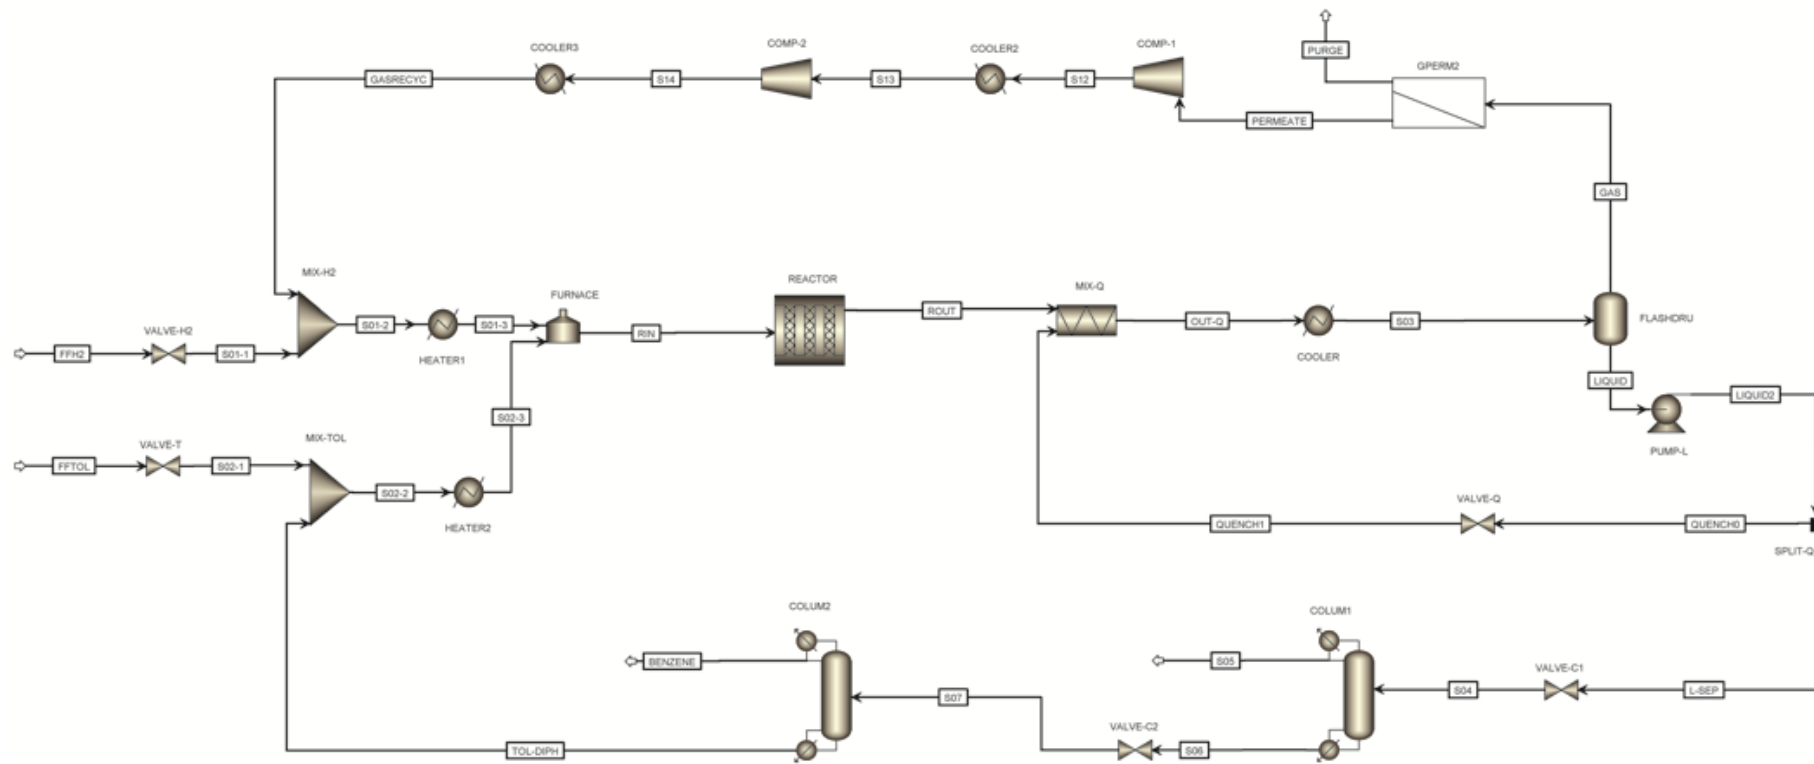 COOLER3
COMP-2
COOLER2
COMP-1
PURGE
GPERM2
GASRECYC
S14
S13
S12
PERMEATE
GAS
MIX-H2
VALVE-H2
FFH2
S01-1
S01-2
HEATER1
S01-3
FURNACE
RIN
REACTOR
ROUT
MIX-Q
OUT-Q
COOLER
S03
FLASHDRU
LIQUID
LIQUID2
PUMP-L
S02-3
MIX-TOL
VALVE-T
FFTOL
S02-1
S02-2
HEATER2
QUENCH1
VALVE-Q
QUENCH0
SPLIT-Q
COLUM2
COLUM1
BENZENE
S05
VALVE-C1
S04
L-SEP
S07
VALVE-C2
S06
TOL-DIPH